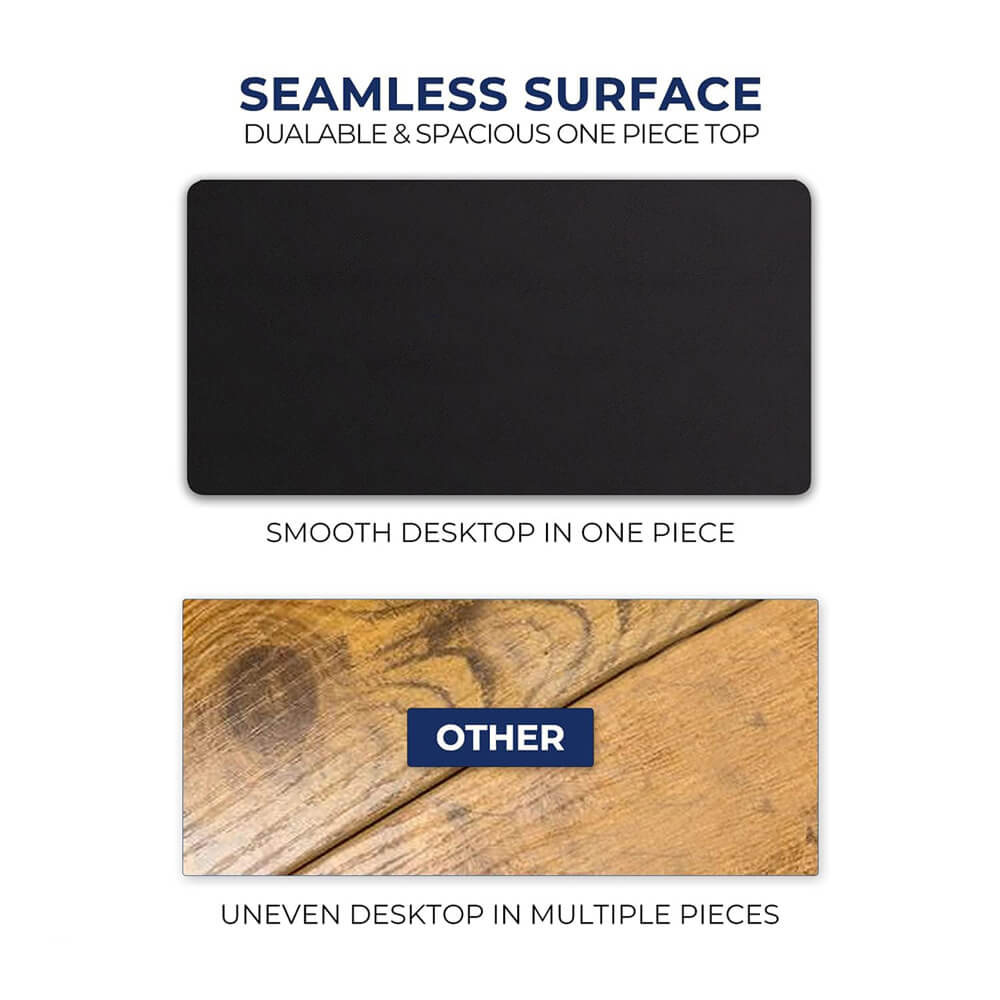 SEAMLESS SURFACE
DUALABLE & SPACIOUS ONE PIECE TOP
SMOOTH DESKTOP IN ONE PIECE
OTHER
UNEVEN DESKTOP IN MULTIPLE PIECES